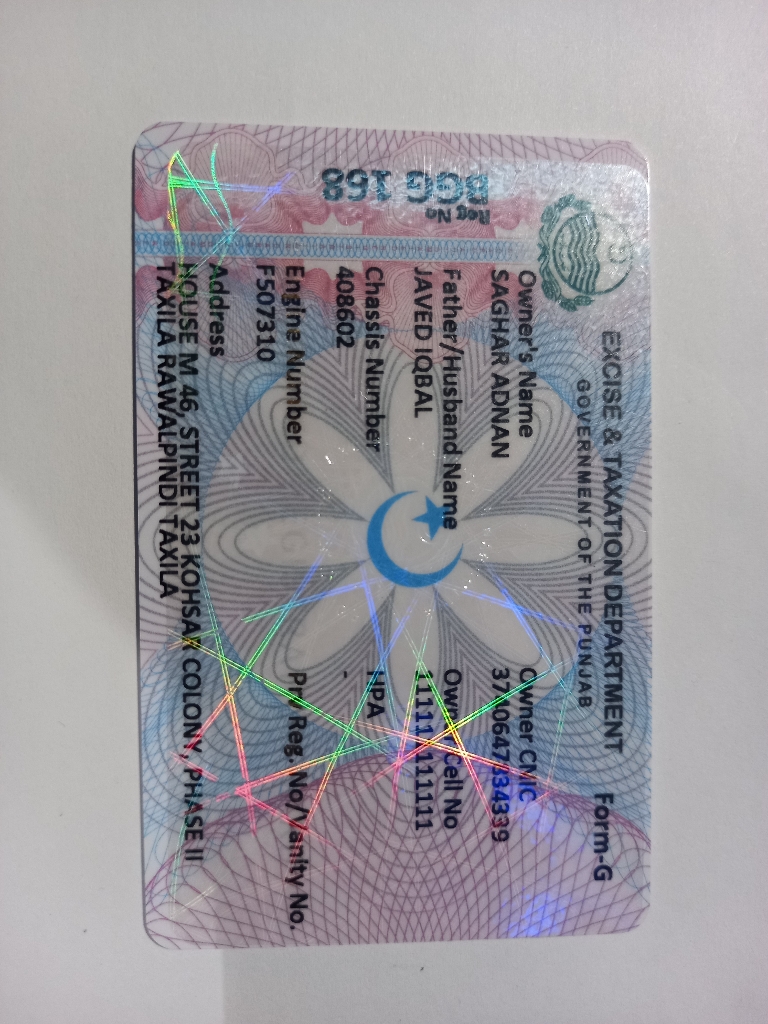 EXCISE & TAXATION DEPARTMENT Form-G
GOVERNMENT OF THE PUNJAB
Reg No
BGG 168
Owner's Name Owner CNIC
SAGHAR ADNAN
Father/Husband Name Owner Cell No
JAVED IQBAL
Chassis Number HPA
408602 -
Engine Number Prv Reg. No/Vanity No.
F507310
Address
HOUSE M 46, STREET 23 KOHSAR COLONY, PHASE II
TAXILA RAWALPINDI TAXILA